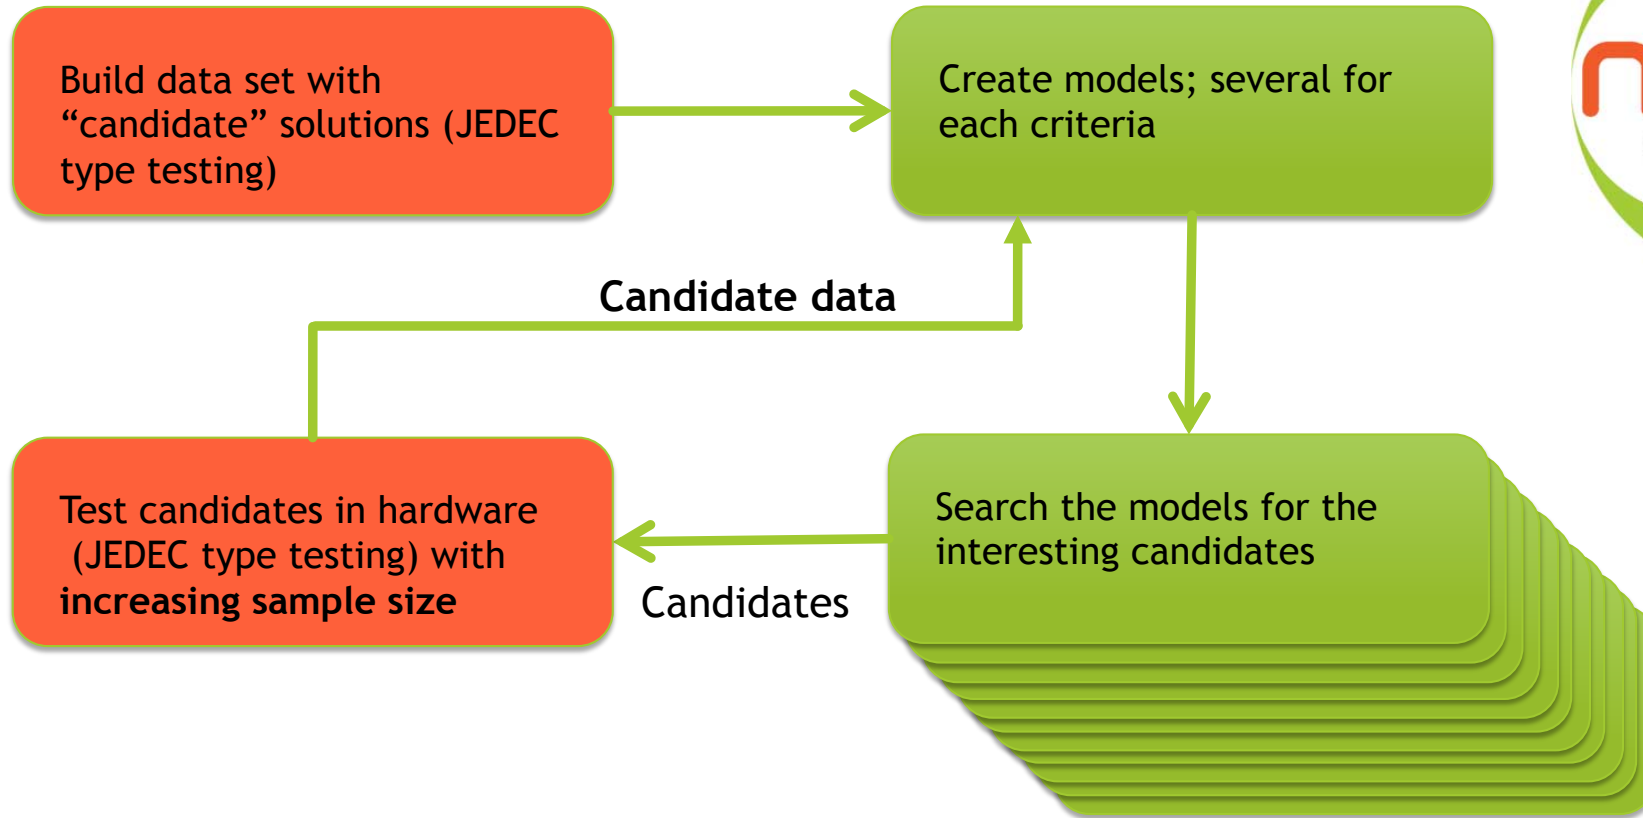 Build data set with
“candidate” solutions (JEDEC
type testing)
Create models; several for
each criteria
Candidate data
Test candidates in hardware
(JEDEC type testing) with
increasing sample size
Candidates
Search the models for the
interesting candidates